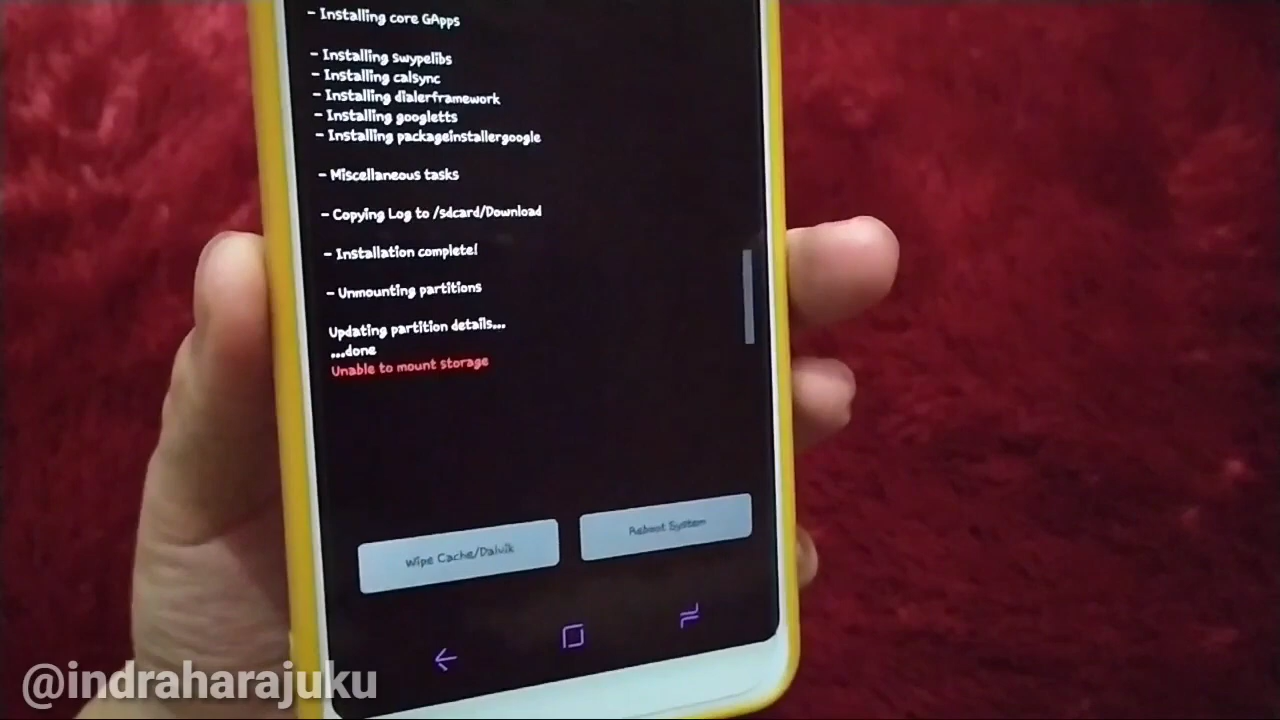 - Installing core GApps
- Installing swypelibs
- Installing calsync
- Installing dialerframework
- Installing googletts
- Installing packageinstallergoogle
- Miscellaneous tasks
- Copying Log to /sdcard/Download
- Installation complete!
- Unmounting partitions
Updating partition details...
...done
Unable to mount storage
Wipe Cache/Dalvik
Reboot System
@indraharajuku